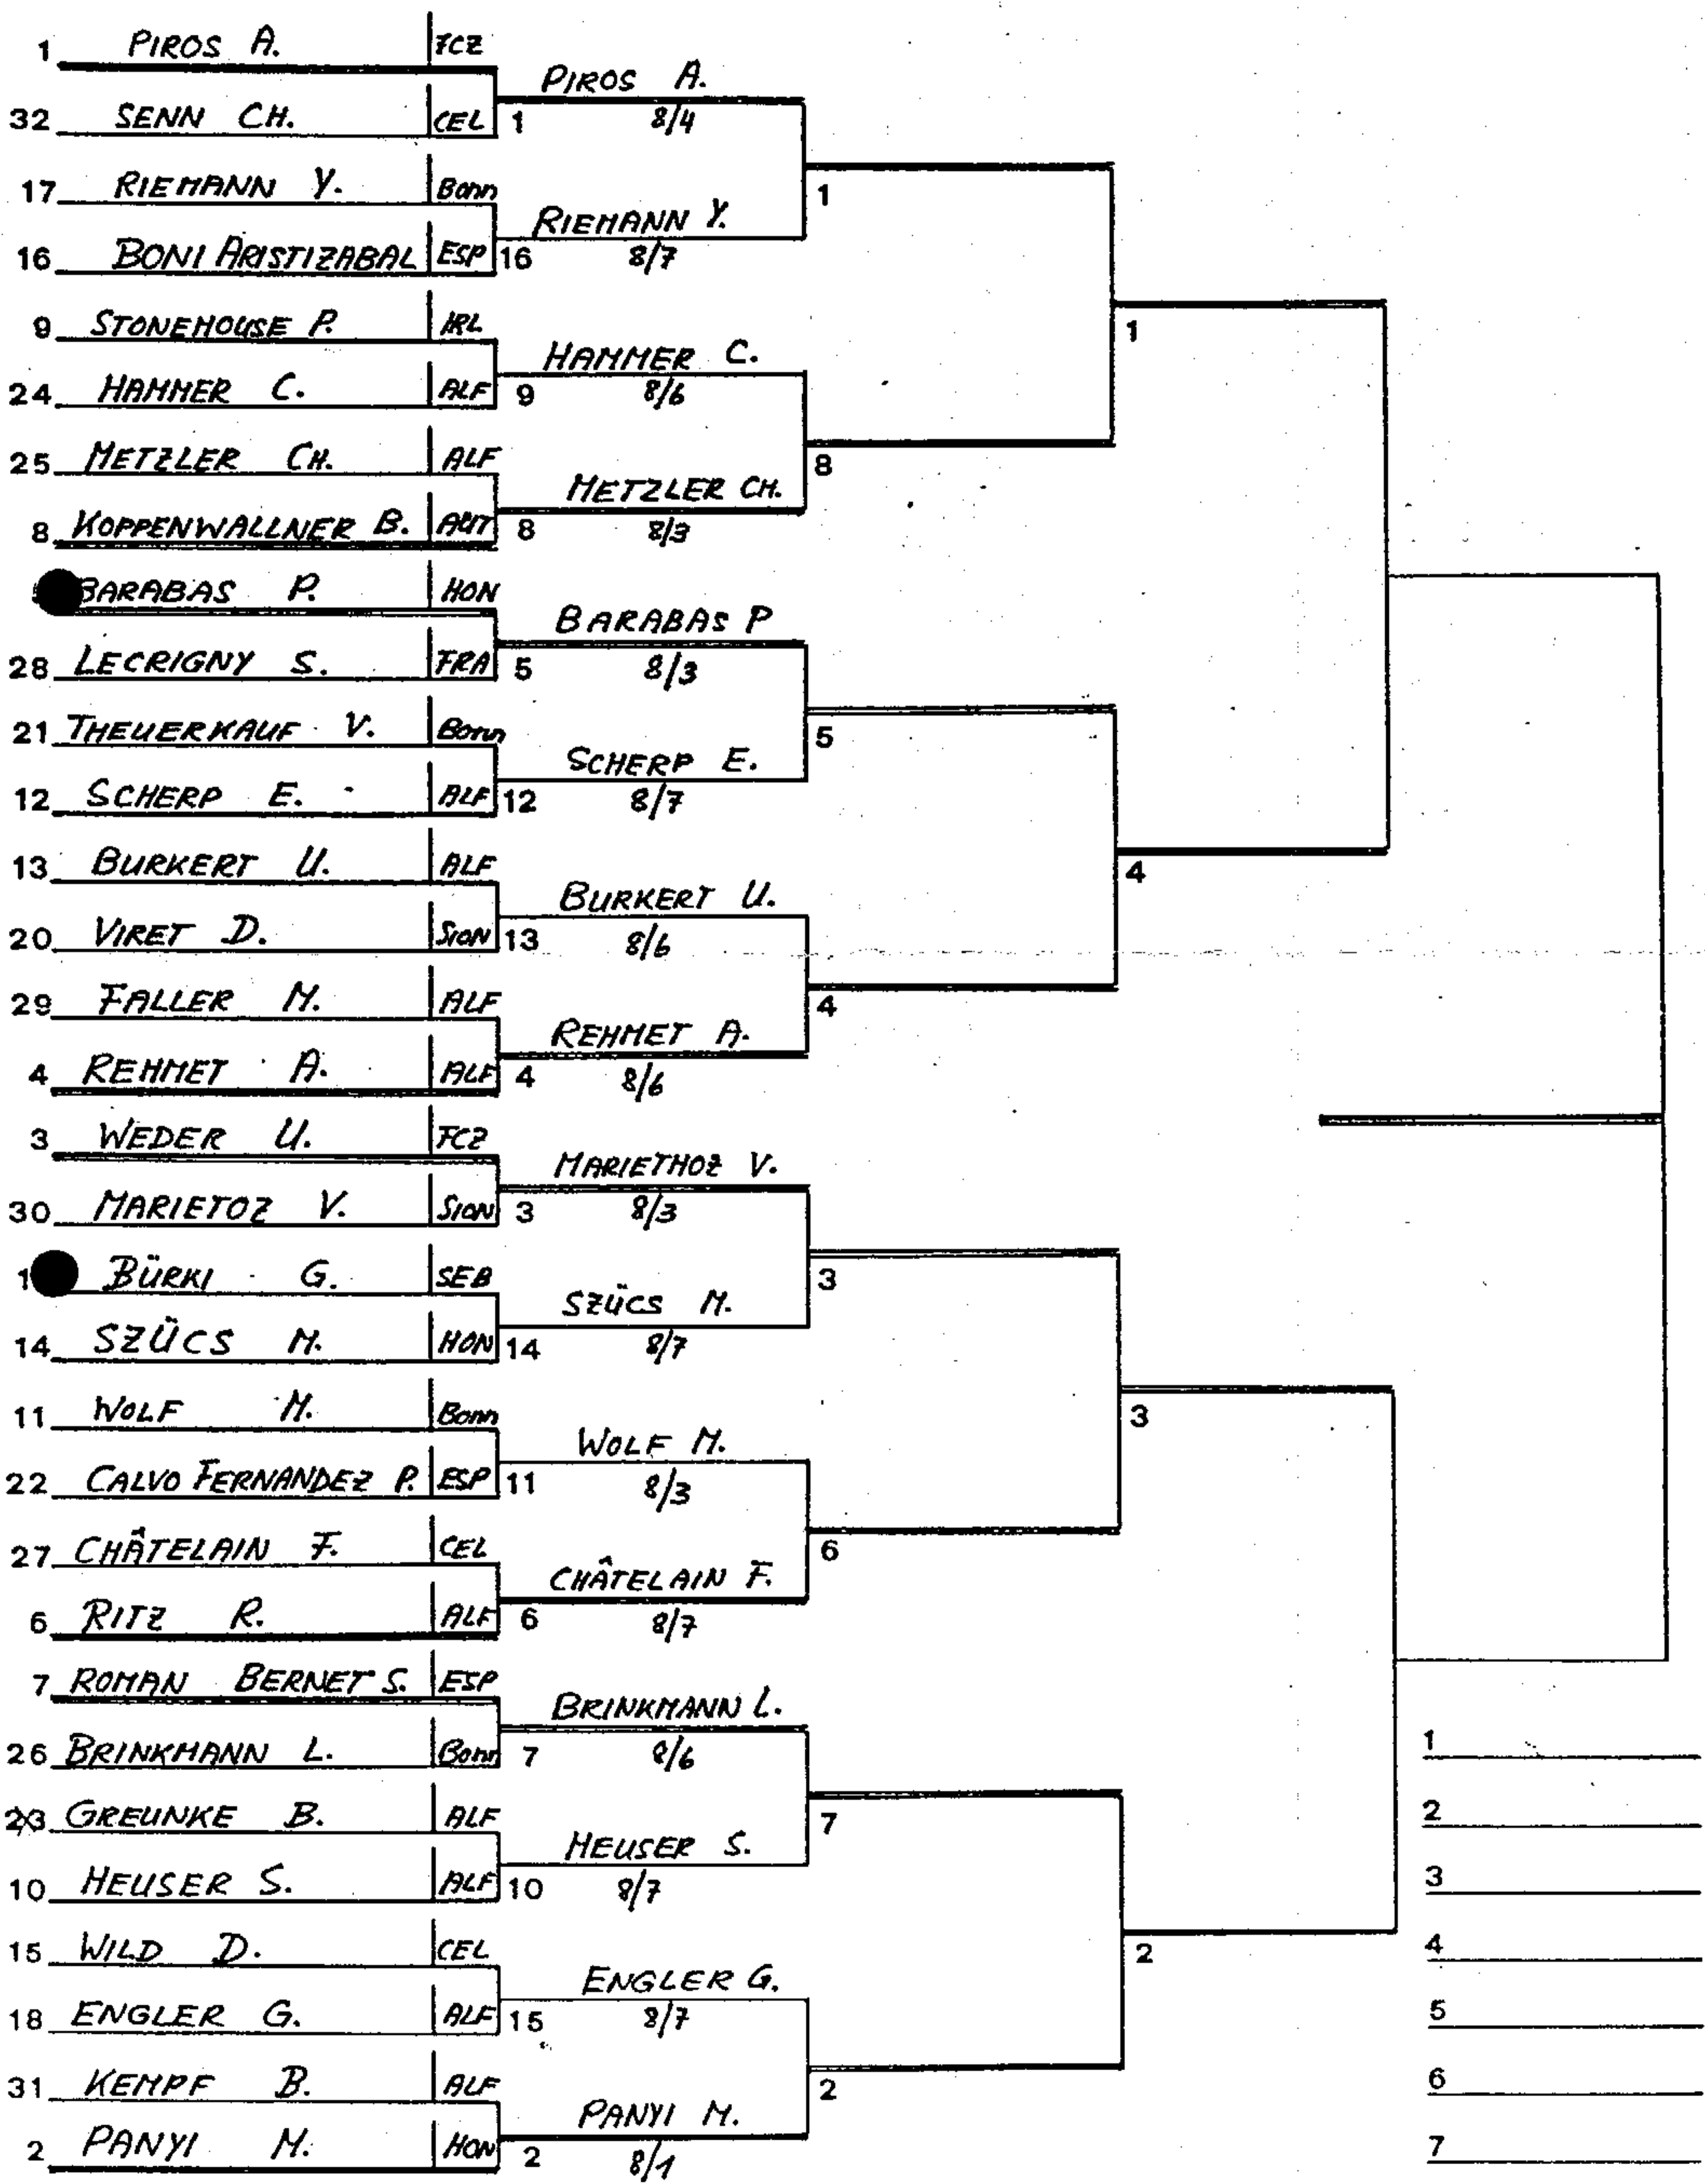 1 PIROS A. FCZ
PIROS A.
32 SENN CH. CEL 1 8/4
17 RIEMANN Y. Bonn 1
RIEMANN Y.
16 BONI ARISTIZABAL ESP 16 8/7
9 STONEHOUSE P. IRL 1
HAMMER C.
24 HAMMER C. ALF 9 8/6
25 METZLER CH. ALF 8
METZLER CH.
8 KOPPENWALLNER B. AUT 8 8/3
BARABAS P. HON
BARABAS P
28 LECRIGNY S. FRA 5 8/3
21 THEUERKAUF V. Bonn 5
SCHERP E.
12 SCHERP E. ALF 12 8/7
13 BURKERT U. ALF 4
BURKERT U.
20 VIRET D. SION 13 8/6
29 FALLER M. ALF 4
REHMET A.
4 REHMET A. ALF 4 8/6
3 WEDER U. FCZ
MARIETHOZ V.
30 MARIETOZ V. SION 3 8/3
1 BÜRKI G. SEB 3
SZÜCS M.
14 SZÜCS M. HON 14 8/7
11 WOLF M. Bonn 3
WOLF M.
22 CALVO FERNANDEZ P. ESP 11 8/3
27 CHÂTELAIN F. CEL 6
CHÂTELAIN F.
6 RITZ R. ALF 6 8/7
7 ROMAN BERNET S. ESP
BRINKMANN L.
26 BRINKMANN L. Bonn 7 8/6 1
23 GREUNKE B. ALF 7 2
HEUSER S.
10 HEUSER S. ALF 10 8/7 3
15 WILD D. CEL 2 4
ENGLER G.
18 ENGLER G. ALF 15 8/7 5
31 KEMPF B. ALF 2 6
PANYI M.
2 PANYI M. HON 2 8/1 7